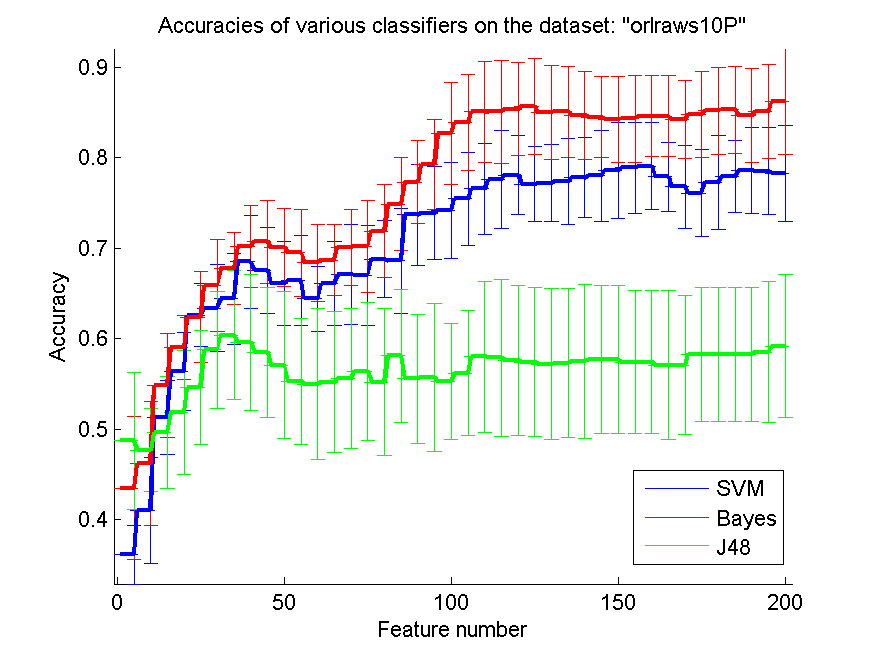 Accuracies of various classifiers on the dataset: "orlraws10P"
0.9
0.8
0.7
0.6
0.5
0.4
Accuracy
SVM
Bayes
J48
0 50 100 150 200
Feature number